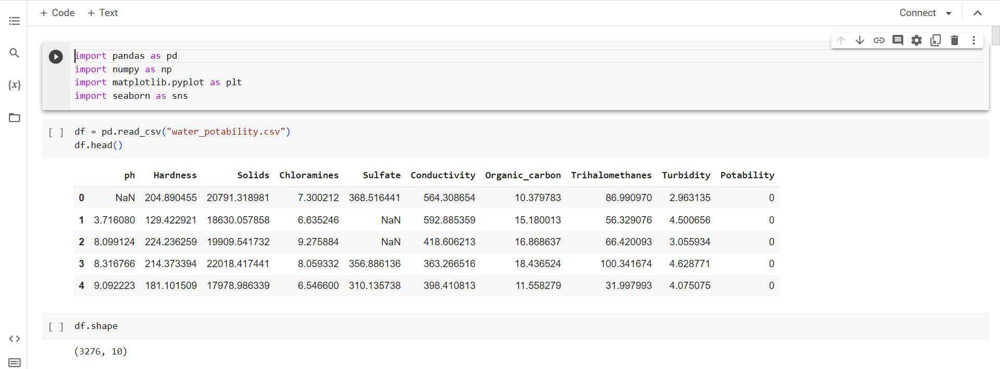 + Code + Text Connect
import pandas as pd
import numpy as np
import matplotlib.pyplot as plt
import seaborn as sns
{x}
[ ] df = pd.read_csv("water_potability.csv")
df.head()
ph Hardness Solids Chloramines Sulfate Conductivity Organic_carbon Trihalomethanes Turbidity Potability
0 NaN 204.890455 20791.318981 7.300212 368.516441 564.308654 10.379783 86.990970 2.963135 0
1 3.716080 129.422921 18630.057858 6.635246 NaN 592.885359 15.180013 56.329076 4.500656 0
2 8.099124 224.236259 19909.541732 9.275884 NaN 418.606213 16.868637 66.420093 3.055934 0
3 8.316766 214.373394 22018.417441 8.059332 356.886136 363.266516 18.436524 100.341674 4.628771 0
4 9.092223 181.101509 17978.986339 6.546600 310.135738 398.410813 11.558279 31.997993 4.075075 0
[ ] df.shape
(3276, 10)